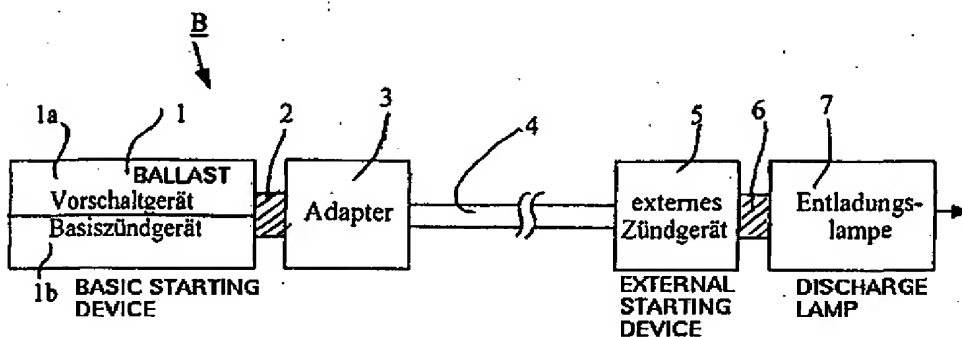 B
1a
1
2
3
4
5
6
7
BALLAST
Vorschaltgerät
Basiszündgerät
Adapter
externes
Zündgerät
Entladungs-
lampe
1b
BASIC STARTING
DEVICE
EXTERNAL
STARTING
DEVICE
DISCHARGE
LAMP